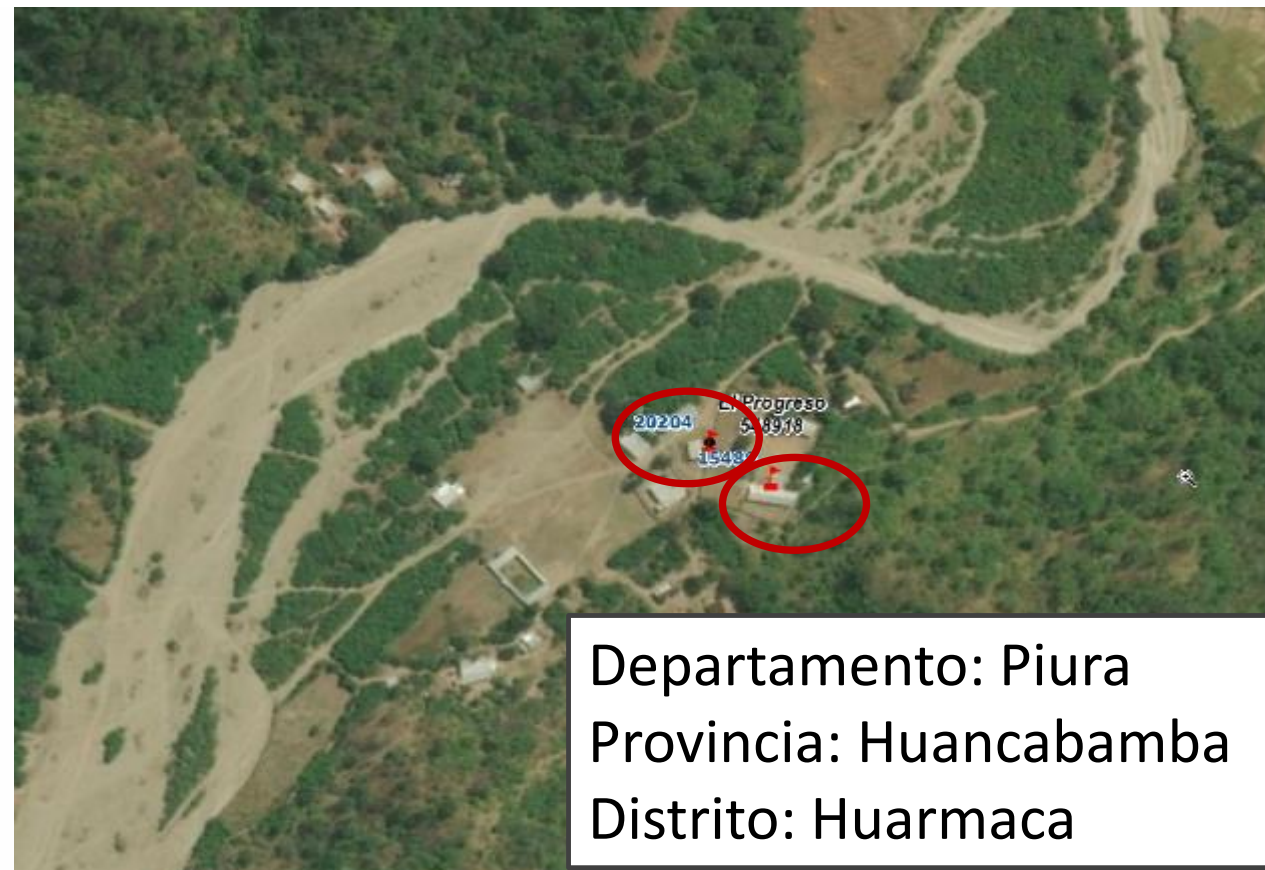 El Progreso
20204
548918
Departamento: Piura
Provincia: Huancabamba
Distrito: Huarmaca